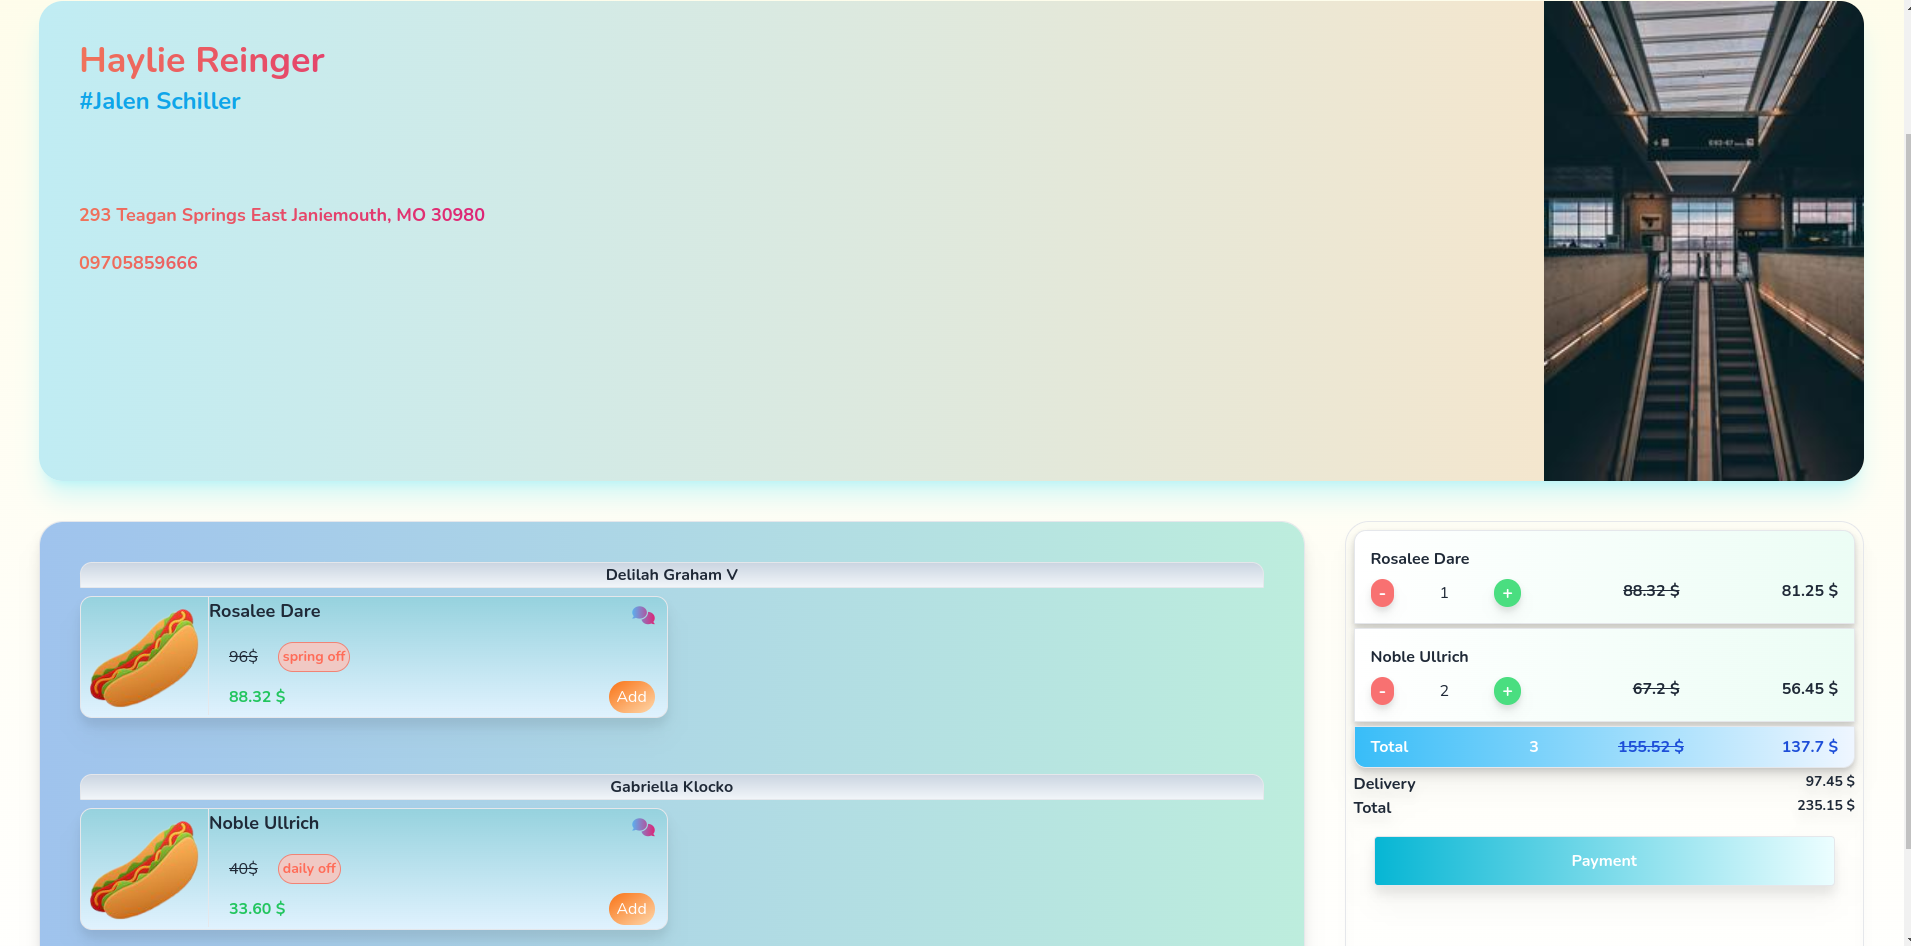 Haylie Reinger
#Jalen Schiller
293 Teagan Springs East Janiemouth, MO 30980
09705859666
Delilah Graham V
Rosalee Dare
96$ spring off
88.32 $ Add
Gabriella Klocko
Noble Ullrich
40$ daily off
33.60 $ Add
Rosalee Dare
- 1 + 88.32 $ 81.25 $
Noble Ullrich
- 2 + 67.2 $ 56.45 $
Total 3 155.52 $ 137.7 $
Delivery 97.45 $
Total 235.15 $
Payment